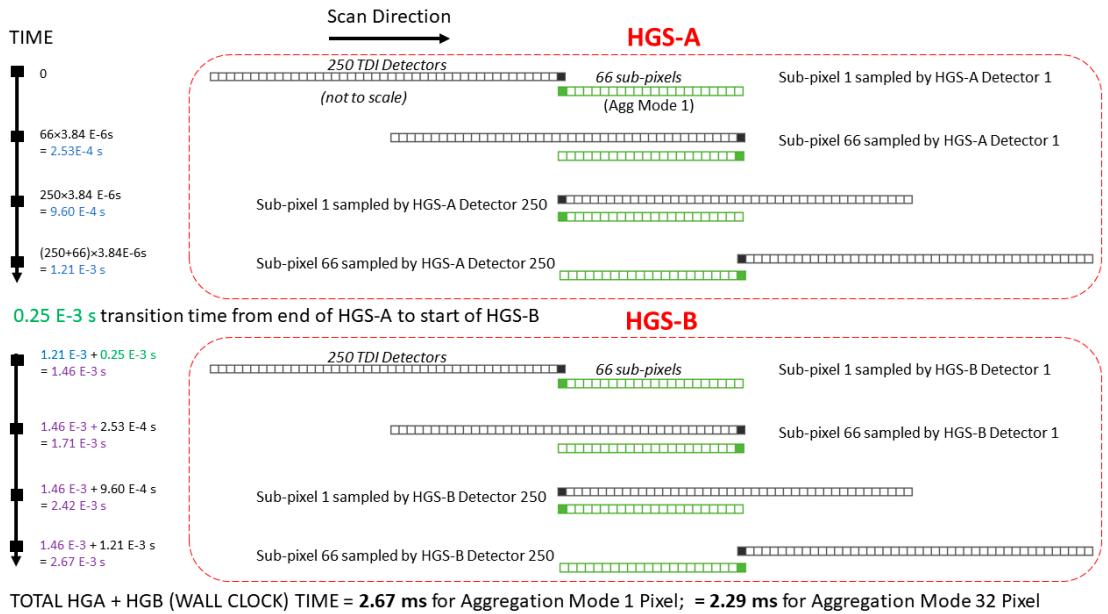 Scan Direction
TIME
HGS-A
0
250 TDI Detectors
66 sub-pixels
Sub-pixel 1 sampled by HGS-A Detector 1
(not to scale)
(Agg Mode 1)
66×3.84 E-6s
= 2.53E-4 s
Sub-pixel 66 sampled by HGS-A Detector 1
250×3.84 E-6s
= 9.60 E-4 s
Sub-pixel 1 sampled by HGS-A Detector 250
(250+66)×3.84E-6s
= 1.21 E-3 s
Sub-pixel 66 sampled by HGS-A Detector 250
0.25 E-3 s transition time from end of HGS-A to start of HGS-B
HGS-B
1.21 E-3 + 0.25 E-3 s
= 1.46 E-3 s
250 TDI Detectors
66 sub-pixels
Sub-pixel 1 sampled by HGS-B Detector 1
1.46 E-3 + 2.53 E-4 s
= 1.71 E-3 s
Sub-pixel 66 sampled by HGS-B Detector 1
1.46 E-3 + 9.60 E-4 s
= 2.42 E-3 s
Sub-pixel 1 sampled by HGS-B Detector 250
1.46 E-3 + 1.21 E-3 s
= 2.67 E-3 s
Sub-pixel 66 sampled by HGS-B Detector 250
TOTAL HGA + HGB (WALL CLOCK) TIME = 2.67 ms for Aggregation Mode 1 Pixel; = 2.29 ms for Aggregation Mode 32 Pixel